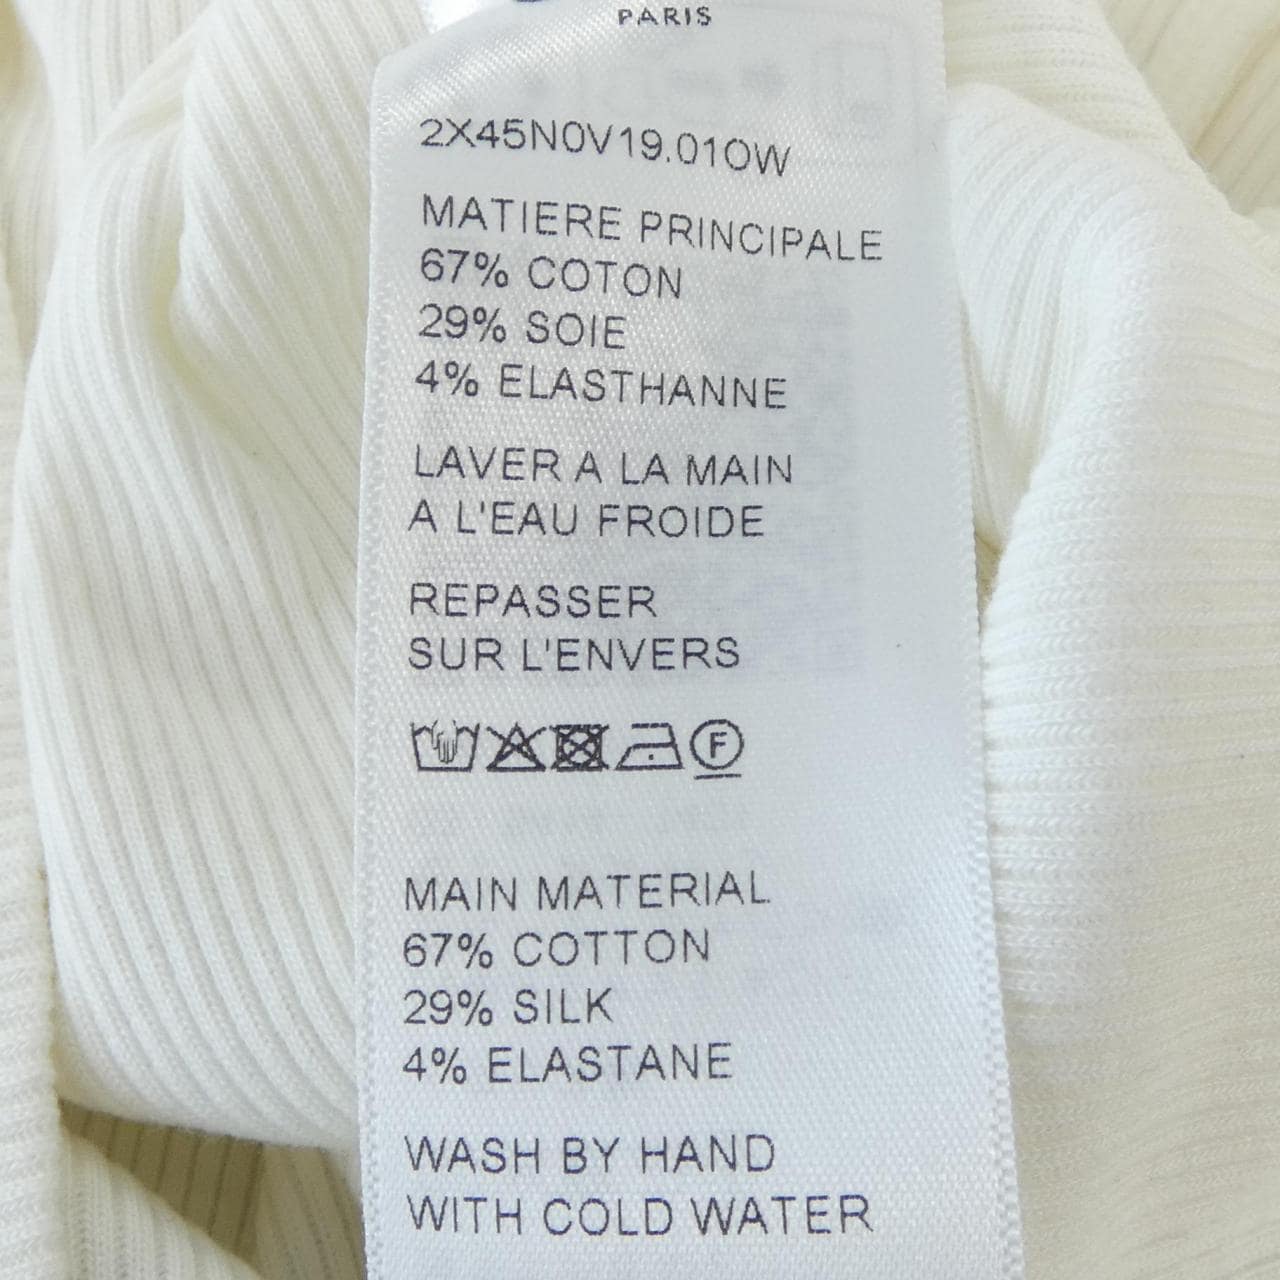 PARIS
2X45N0V19.01OW
MATIERE PRINCIPALE
67% COTON
29% SOIE
4% ELASTHANNE
LAVER A LA MAIN
A L'EAU FROIDE
REPASSER
SUR L'ENVERS
F
MAIN MATERIAL
67% COTTON
29% SILK
4% ELASTANE
WASH BY HAND
WITH COLD WATER